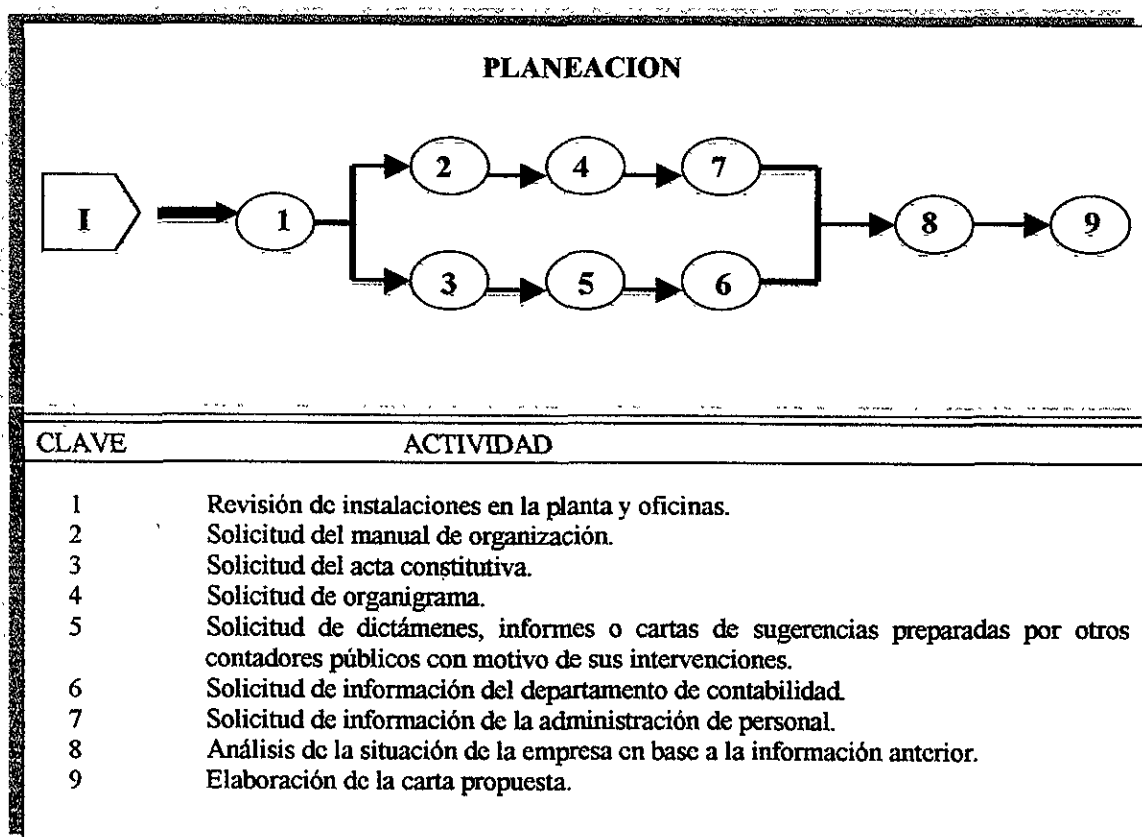 PLANEACION
2 4 7
I 1 8 9
3 5 6
CLAVE ACTIVIDAD
1 Revisión de instalaciones en la planta y oficinas.
2 Solicitud del manual de organización.
3 Solicitud del acta constitutiva.
4 Solicitud de organigrama.
5 Solicitud de dictámenes, informes o cartas de sugerencias preparadas por otros
contadores públicos con motivo de sus intervenciones.
6 Solicitud de información del departamento de contabilidad.
7 Solicitud de información de la administración de personal.
8 Análisis de la situación de la empresa en base a la información anterior.
9 Elaboración de la carta propuesta.